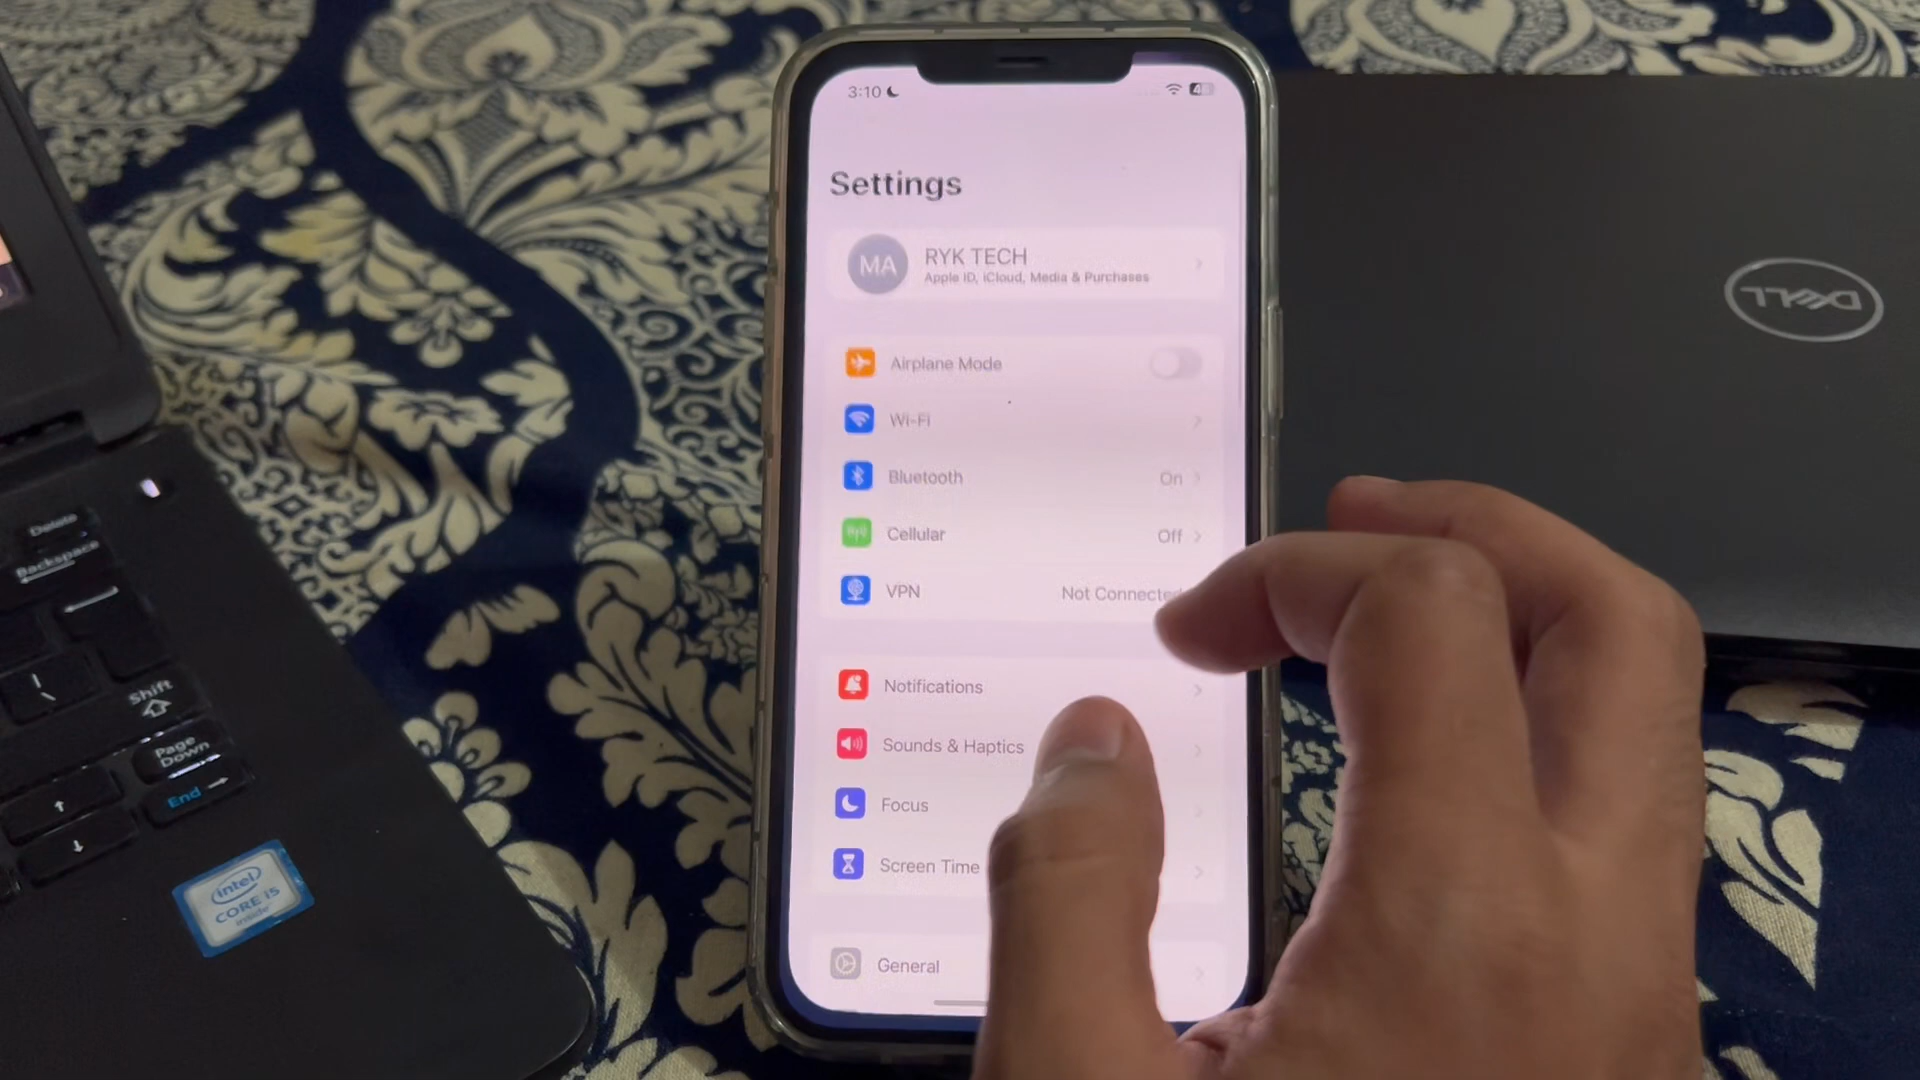 3:10
Settings
MA
RYK TECH
Apple ID, iCloud, Media & Purchases
Airplane Mode
Wi-Fi
Bluetooth On
Cellular Off
VPN Not Connected
Notifications
Sounds & Haptics
Focus
Screen Time
General
DELL
Delete
Backspace
\
Shift
Page
Down
End
intel
CORE i5
inside